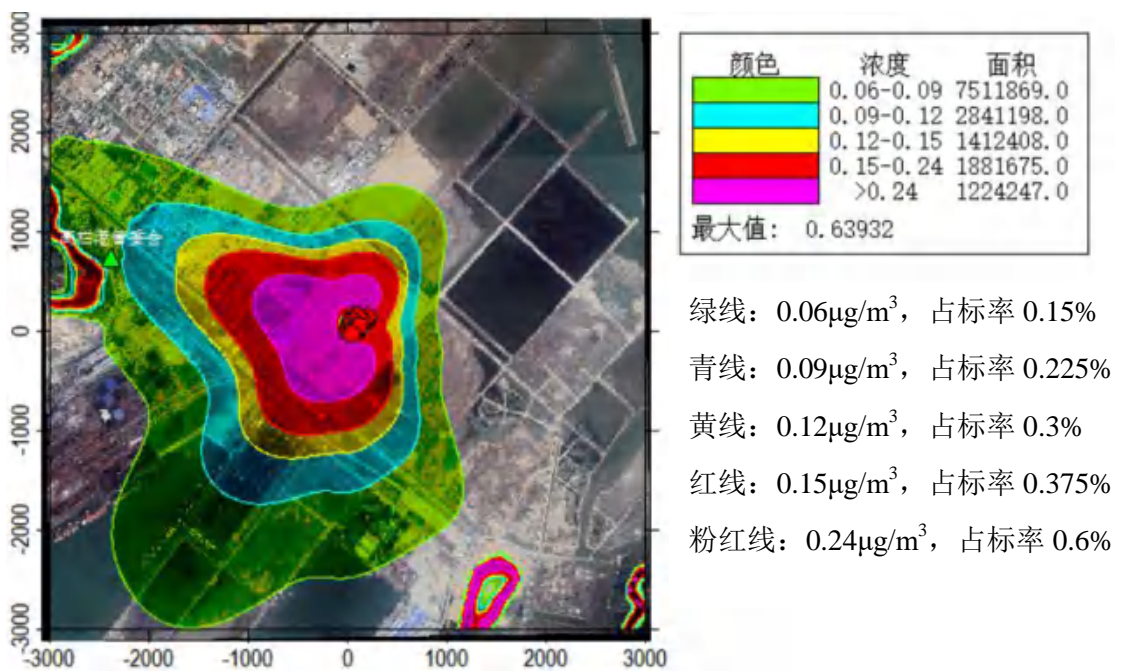 颜色 浓度 面积
0.06-0.09 7511869.0
0.09-0.12 2841198.0
0.12-0.15 1412408.0
0.15-0.24 1881675.0
>0.24 1224247.0
最大值: 0.63932
绿线：0.06μg/m³，占标率 0.15%
青线：0.09μg/m³，占标率 0.225%
黄线：0.12μg/m³，占标率 0.3%
红线：0.15μg/m³，占标率 0.375%
粉红线：0.24μg/m³，占标率 0.6%
3000
2000
1000
0
-1000
-2000
-3000
-3000 -2000 -1000 0 1000 2000 3000